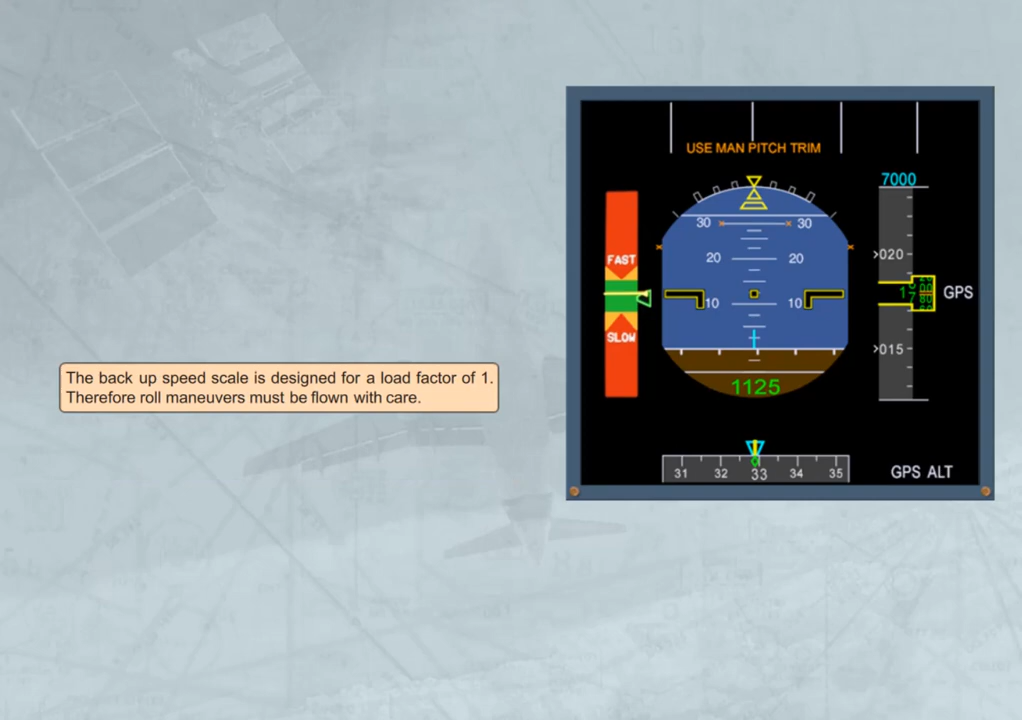 The back up speed scale is designed for a load factor of 1.
Therefore roll maneuvers must be flown with care.
USE MAN PITCH TRIM
7000
30 30
FAST
020
20 20
GPS
10 10
SLOW
015
1125
31 32 33 34 35
GPS ALT